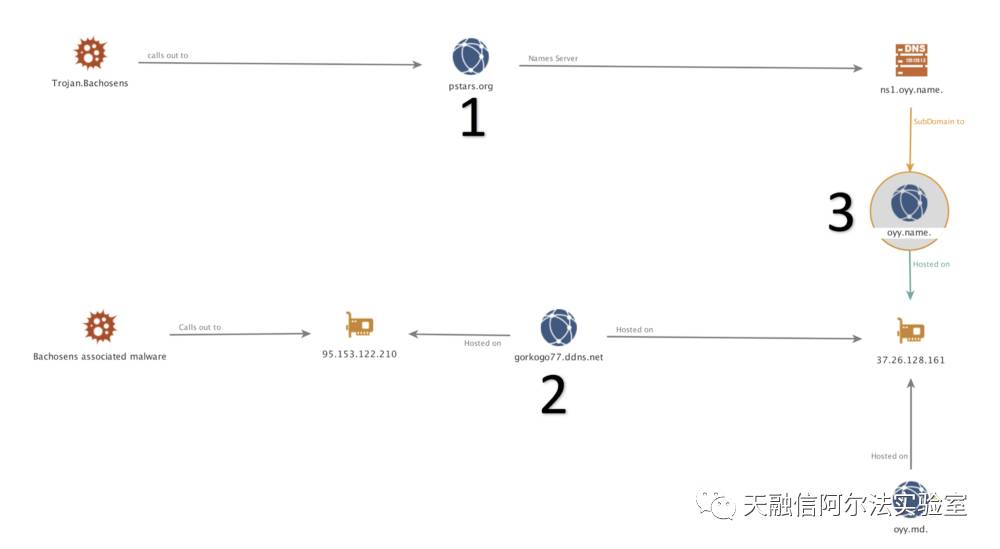 calls out to
Names Server
DNS
Trojan.Bachosens
pstars.org
ns1.oyy.name.
1
SubDomain to
3
oyy.name.
Hosted on
Calls out to
Hosted on
Hosted on
Bachosens associated malware
95.153.122.210
gorkogo77.ddns.net
37.26.128.161
2
Hosted on
天融信阿尔法实验室
oyy.md.